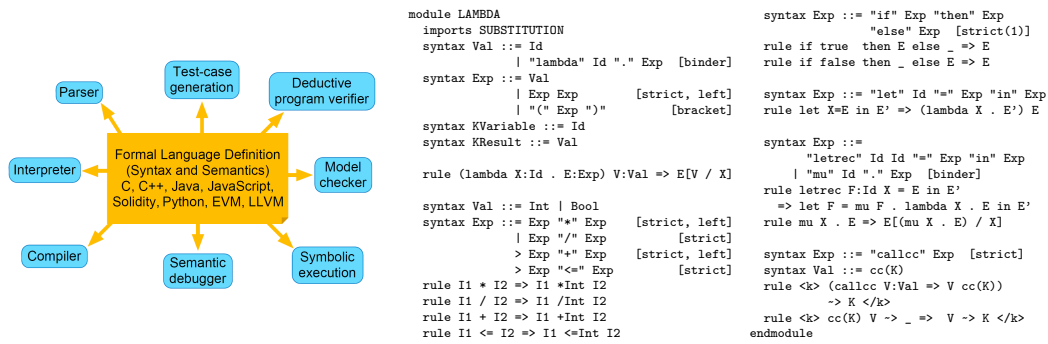 Parser
Test-case
generation
Deductive
program verifier
Interpreter
Formal Language Definition
(Syntax and Semantics)
C, C++, Java, JavaScript,
Solidity, Python, EVM, LLVM
Model
checker
Compiler
Semantic
debugger
Symbolic
execution
module LAMBDA
  imports SUBSTITUTION
  syntax Val ::= Id
               | "lambda" Id "." Exp  [binder]
  syntax Exp ::= Val
               | Exp Exp         [strict, left]
               | "(" Exp ")"          [bracket]
  syntax KVariable ::= Id
  syntax KResult ::= Val
  rule (lambda X:Id . E:Exp) V:Val => E[V / X]
  syntax Val ::= Int | Bool
  syntax Exp ::= Exp "*" Exp     [strict, left]
               | Exp "/" Exp           [strict]
               > Exp "+" Exp     [strict, left]
               > Exp "<=" Exp          [strict]
  rule I1 * I2 => I1 *Int I2
  rule I1 / I2 => I1 /Int I2
  rule I1 + I2 => I1 +Int I2
  rule I1 <= I2 => I1 <=Int I2
  syntax Exp ::= "if" Exp "then" Exp
                 "else" Exp  [strict(1)]
  rule if true  then E else _ => E
  rule if false then _ else E => E
  syntax Exp ::= "let" Id "=" Exp "in" Exp
  rule let X=E in E' => (lambda X . E') E
  syntax Exp ::=
       "letrec" Id Id "=" Exp "in" Exp
     | "mu" Id "." Exp  [binder]
  rule letrec F:Id X = E in E'
    => let F = mu F . lambda X . E in E'
  rule mu X . E => E[(mu X . E) / X]
  syntax Exp ::= "callcc" Exp  [strict]
  syntax Val ::= cc(K)
  rule <k> (callcc V:Val => V cc(K))
          ~> K </k>
  rule <k> cc(K) V ~> _ =>  V ~> K </k>
endmodule